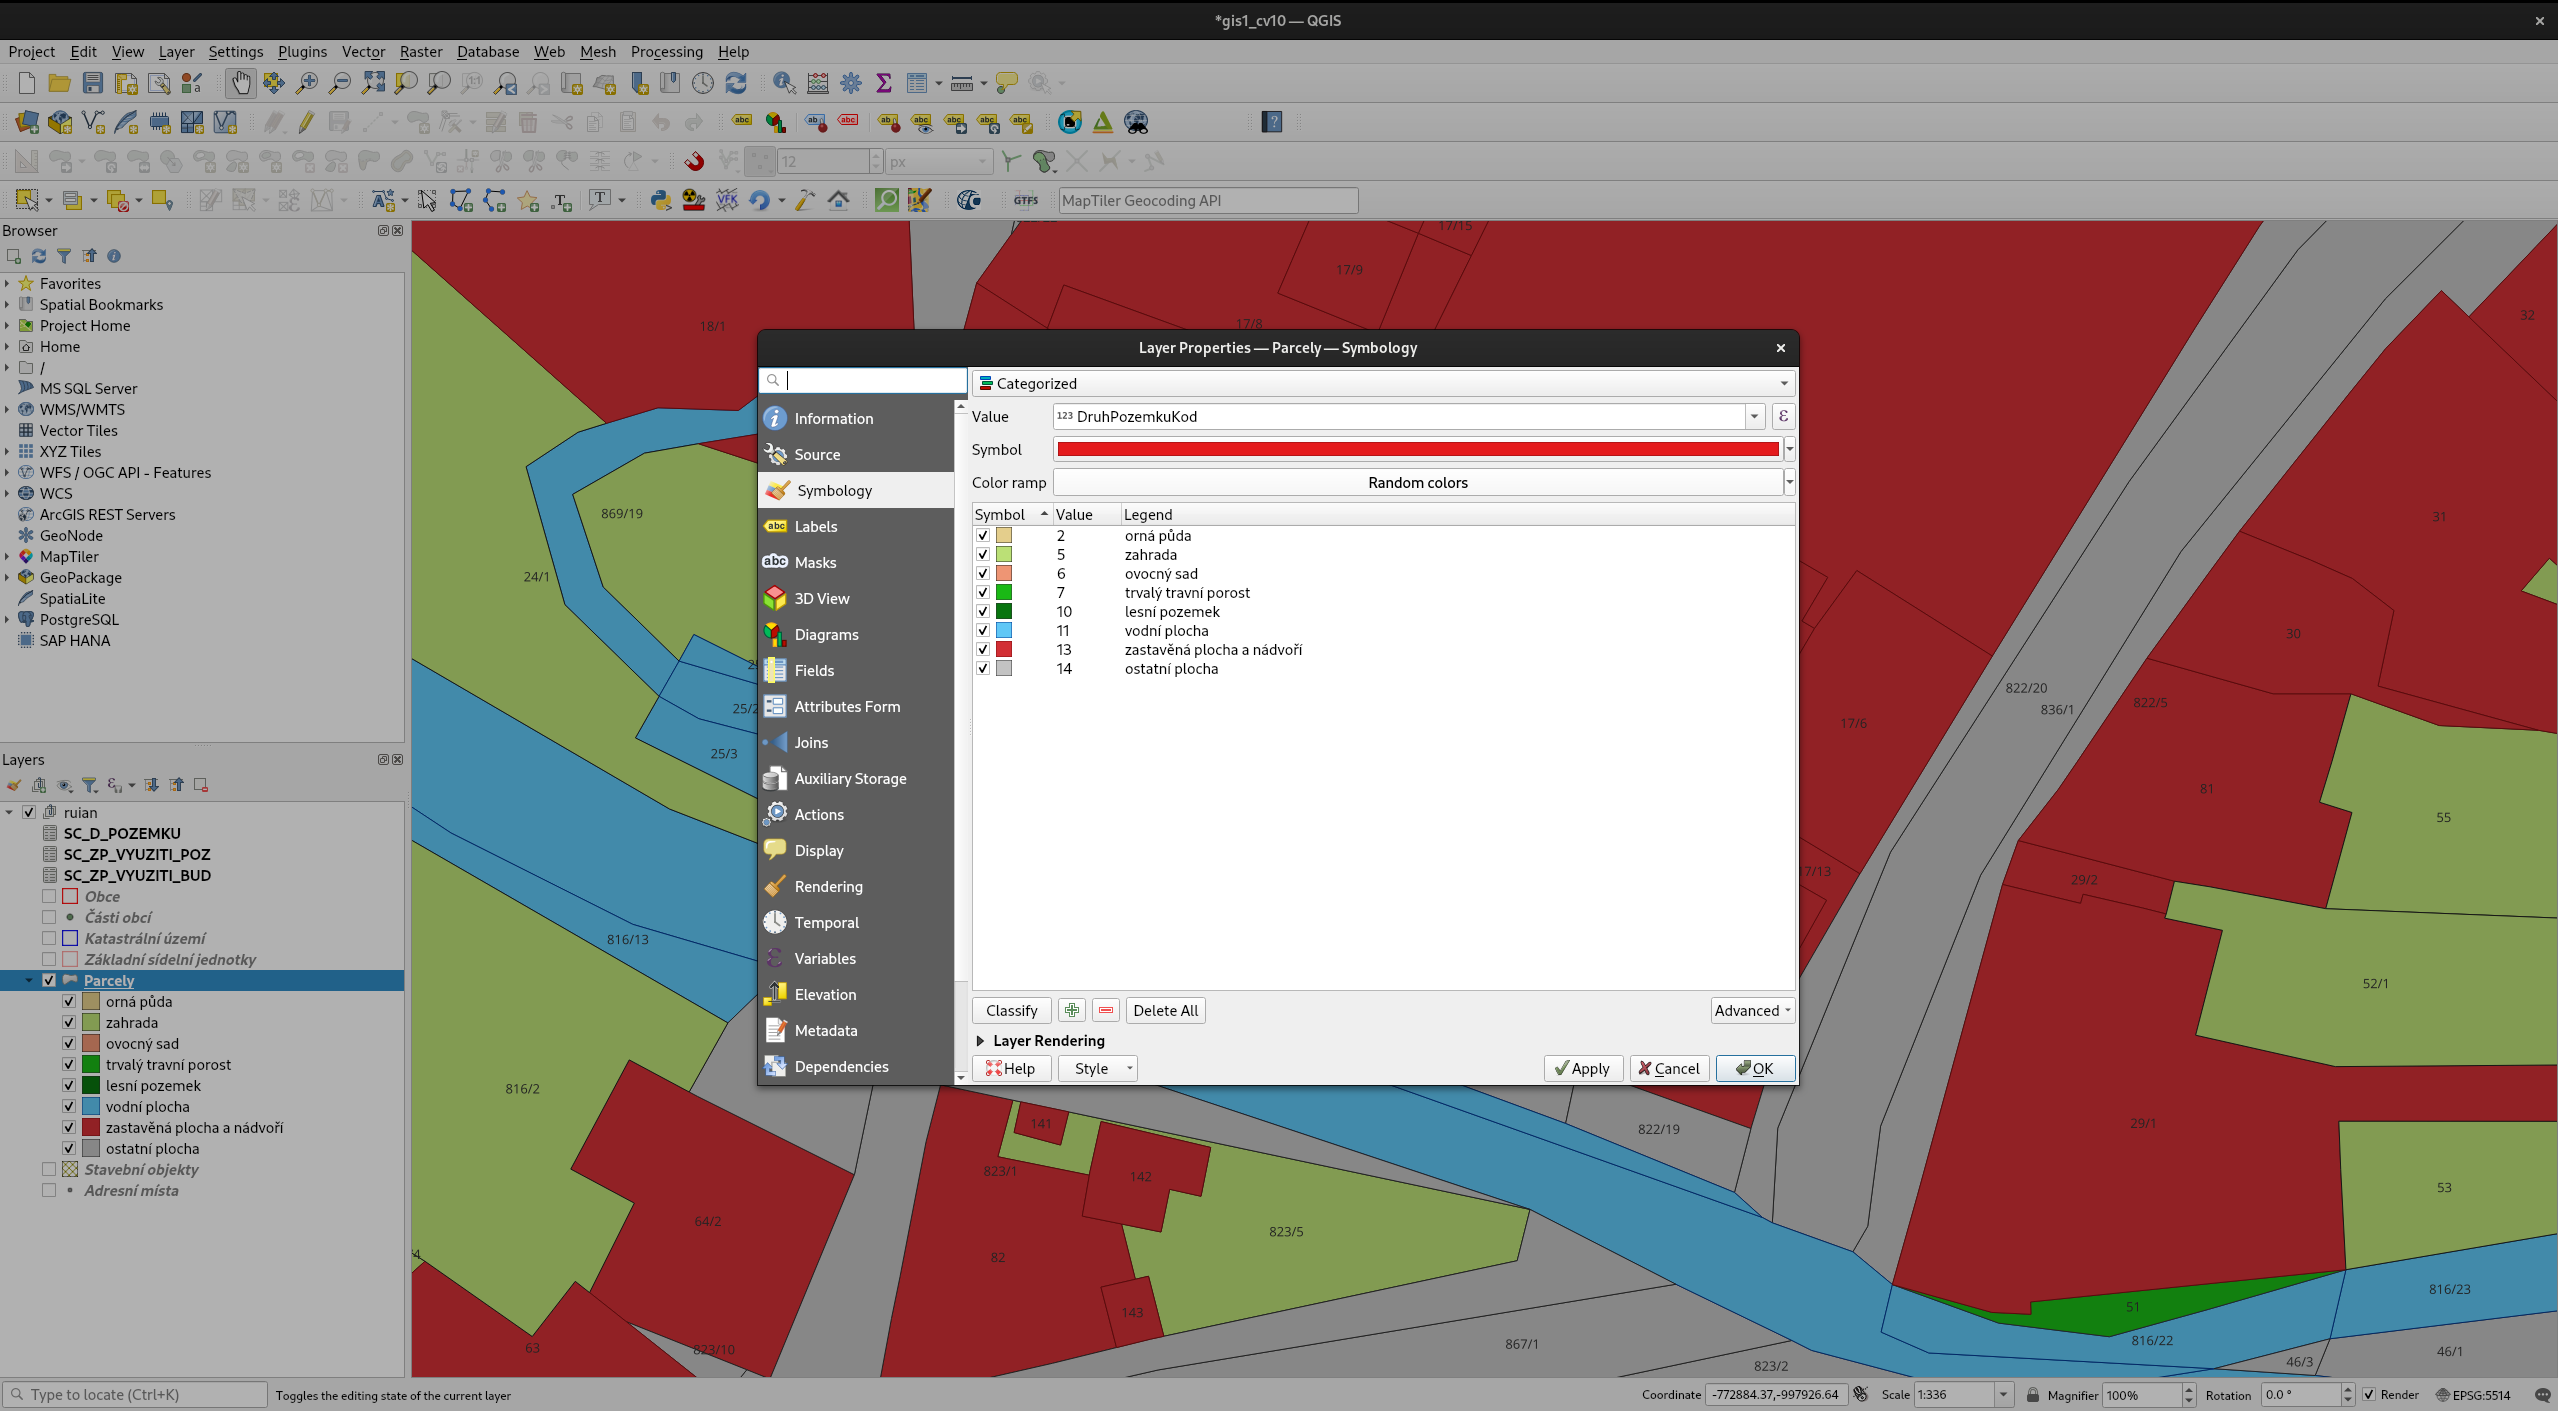 *gis1_cv10 — QGIS
Project Edit View Layer Settings Plugins Vector Raster Database Web Mesh Processing Help
12 px
MapTiler Geocoding API
Browser
Favorites
Spatial Bookmarks
Project Home
Home
/
MS SQL Server
WMS/WMTS
Vector Tiles
XYZ Tiles
WFS / OGC API - Features
WCS
ArcGIS REST Servers
GeoNode
MapTiler
GeoPackage
SpatiaLite
PostgreSQL
SAP HANA
Layers
ruian
SC_D_POZEMKU
SC_ZP_VYUZITI_POZ
SC_ZP_VYUZITI_BUD
Obce
Části obcí
Katastrální území
Základní sídelní jednotky
Parcely
orná půda
zahrada
ovocný sad
trvalý travní porost
lesní pozemek
vodní plocha
zastavěná plocha a nádvoří
ostatní plocha
Stavební objekty
Adresní místa
Layer Properties — Parcely — Symbology
Information
Source
Symbology
Labels
Masks
3D View
Diagrams
Fields
Attributes Form
Joins
Auxiliary Storage
Actions
Display
Rendering
Temporal
Variables
Elevation
Metadata
Dependencies
Categorized
Value 123 DruhPozemkuKod
Symbol
Color ramp Random colors
Symbol Value Legend
2 orná půda
5 zahrada
6 ovocný sad
7 trvalý travní porost
10 lesní pozemek
11 vodní plocha
13 zastavěná plocha a nádvoří
14 ostatní plocha
Classify Delete All Advanced
Layer Rendering
Help Style Apply Cancel OK
17/15
17/9
18/1
17/8
32
869/19
31
24/1
30
822/20
822/5
836/1
25/2
17/6
25/3
81
55
17/13
29/2
816/13
52/1
816/2
141
822/19
29/1
823/1
142
53
64/2
823/5
82
816/23
143
51
63
823/10
867/1
816/22
823/2
46/3
46/1
Type to locate (Ctrl+K) Toggles the editing state of the current layer Coordinate -772884.37,-997926.64 Scale 1:336 Magnifier 100% Rotation 0.0 ° Render EPSG:5514